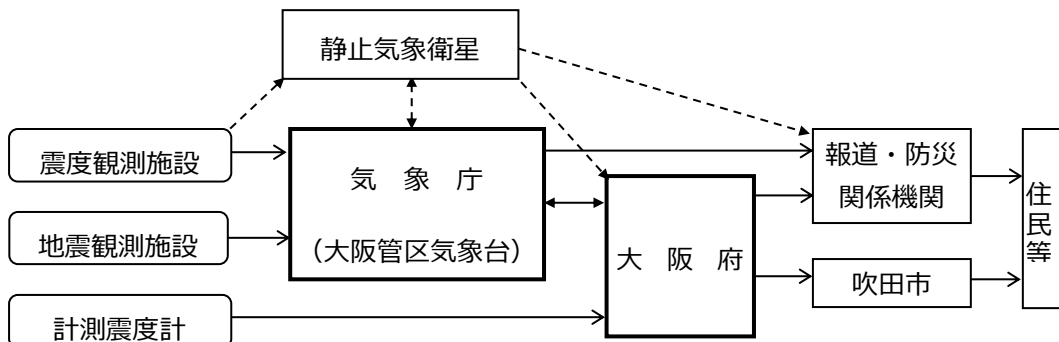 静止気象衛星
震度観測施設
気　象　庁
（大阪管区気象台）
報道・防災
関係機関
住民等
地震観測施設
大　阪　府
吹田市
計測震度計